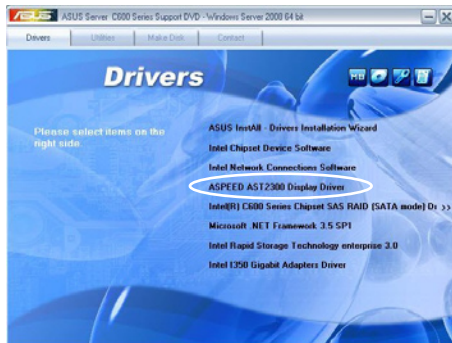 ASUS Server C600 Series Support DVD - Windows Server 2008 64 bit
Drivers
Utilities
Make Disk
Contact
Drivers
MB
Please select items on the
right side.
ASUS InstAll - Drivers Installation Wizard
Intel Chipset Device Software
Intel Network Connections Software
ASPEED AST2300 Display Driver
Intel(R) C600 Series Chipset SAS RAID (SATA mode) Dr >>
Microsoft .NET Framework 3.5 SP1
Intel Rapid Storage Technology enterprise 3.0
Intel I350 Gigabit Adapters Driver